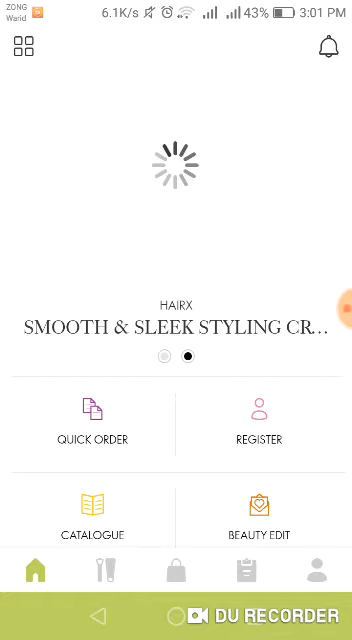 ZONG
Warid
6.1K/s 43% 3:01 PM
HAIRX
SMOOTH & SLEEK STYLING CR...
QUICK ORDER
REGISTER
CATALOGUE
BEAUTY EDIT
DU RECORDER